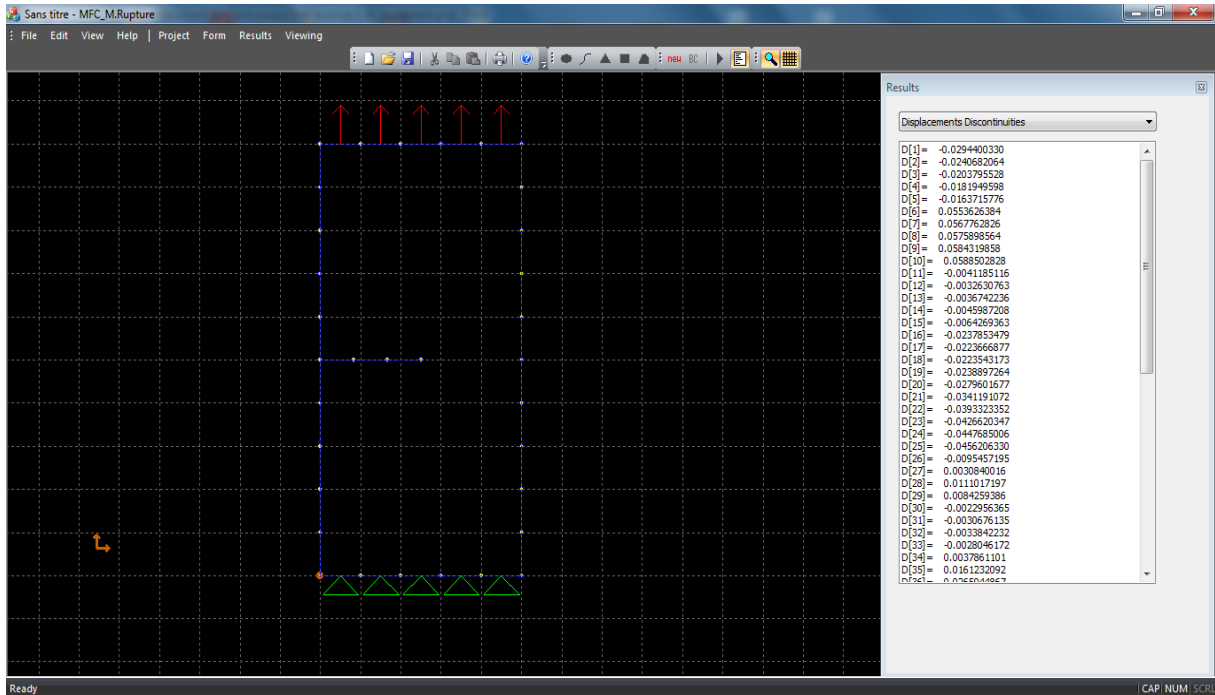 Sans titre - MFC_M.Rupture
File Edit View Help | Project Form Results Viewing
new BC
Results
Displacements Discontinuities
D[1]= -0.0294400330
D[2]= -0.0240682064
D[3]= -0.0203795528
D[4]= -0.0181949598
D[5]= -0.0163715776
D[6]= 0.0553626384
D[7]= 0.0567762826
D[8]= 0.0575898564
D[9]= 0.0584319858
D[10]= 0.0588502828
D[11]= -0.0041185116
D[12]= -0.0032630763
D[13]= -0.0036742236
D[14]= -0.0045987208
D[15]= -0.0064269363
D[16]= -0.0237853479
D[17]= -0.0223666877
D[18]= -0.0223543173
D[19]= -0.0238897264
D[20]= -0.0279601677
D[21]= -0.0341191072
D[22]= -0.0393323352
D[23]= -0.0426620347
D[24]= -0.0447685006
D[25]= -0.0456206330
D[26]= -0.0095457195
D[27]= 0.0030840016
D[28]= 0.0111017197
D[29]= 0.0084259386
D[30]= -0.0022956365
D[31]= -0.0030676135
D[32]= -0.0033842232
D[33]= -0.0028046172
D[34]= 0.0037861101
D[35]= 0.0161232092
Ready
CAP NUM SCRL